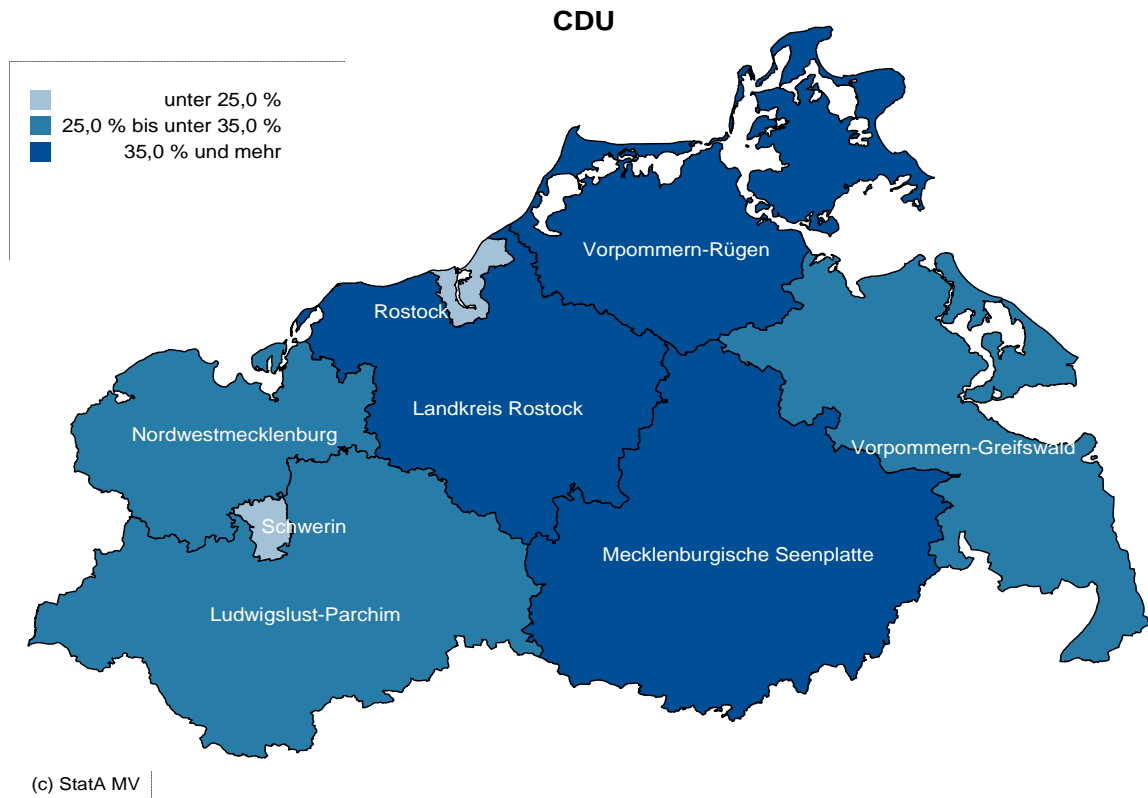 CDU
unter 25,0 %
25,0 % bis unter 35,0 %
35,0 % und mehr
Vorpommern-Rügen
Rostock
Landkreis Rostock
Nordwestmecklenburg
Vorpommern-Greifswald
Schwerin
Mecklenburgische Seenplatte
Ludwigslust-Parchim
(c) StatA MV